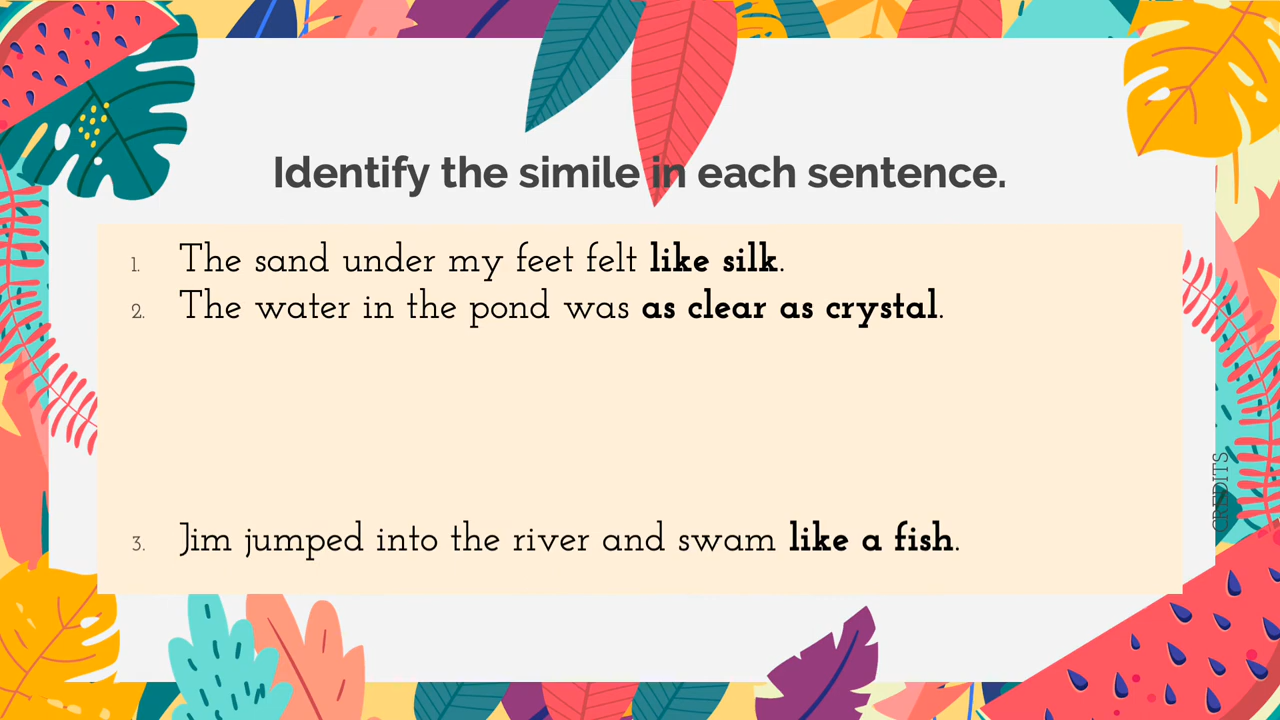 Identify the simile in each sentence.
1. The sand under my feet felt like silk.
2. The water in the pond was as clear as crystal.
3. Jim jumped into the river and swam like a fish.
CREDITS